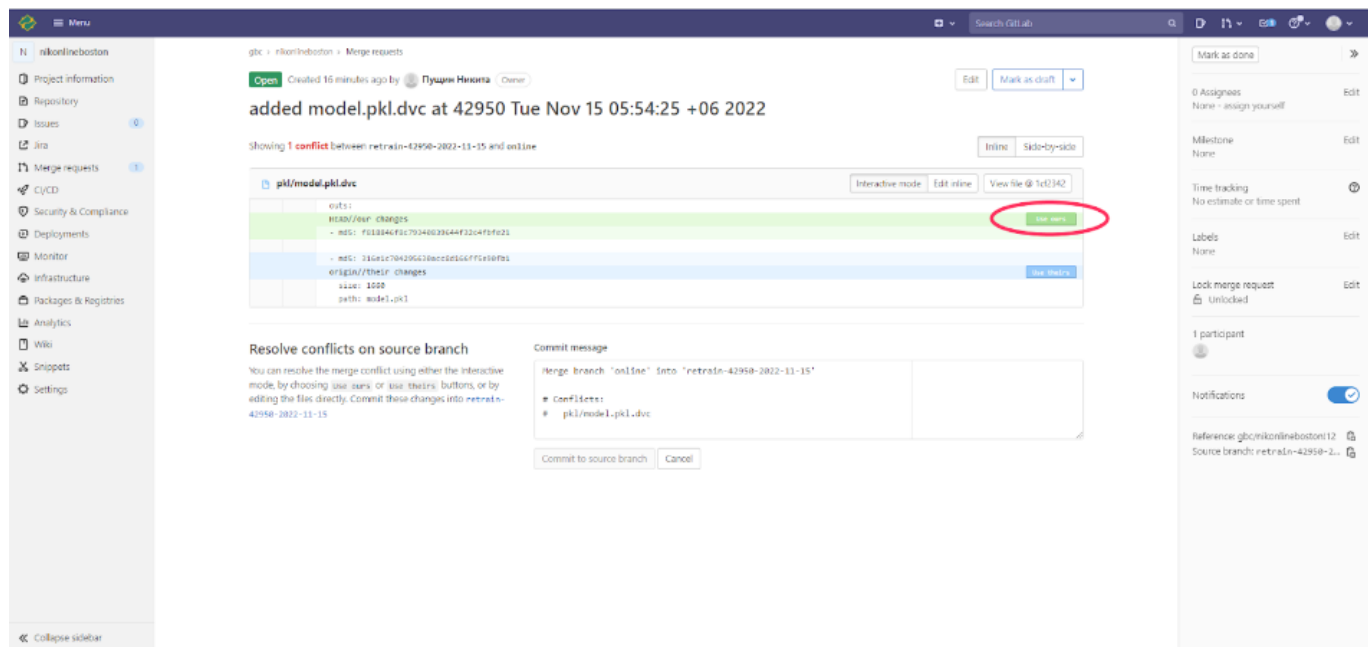 Menu
Search GitLab
N nikonlineboston
Project information
Repository
Issues 0
Jira
Merge requests 1
CI/CD
Security & Compliance
Deployments
Monitor
Infrastructure
Packages & Registries
Analytics
Wiki
Snippets
Settings
Collapse sidebar
gbc › nikonlineboston › Merge requests
Open Created 16 minutes ago by Пущин Никита Owner
Edit Mark as draft
added model.pkl.dvc at 42950 Tue Nov 15 05:54:25 +06 2022
Showing 1 conflict between retrain-42950-2022-11-15 and online
Inline Side-by-side
pkl/model.pkl.dvc
Interactive mode Edit inline View file @ 1cf2342
outs:
HEAD//our changes
Use ours
- md5:
- md5:
origin//their changes
Use theirs
size: 1660
path: model.pkl
Resolve conflicts on source branch
You can resolve the merge conflict using either the Interactive
mode, by choosing Use ours or Use theirs buttons, or by
editing the files directly. Commit these changes into retrain-
42950-2022-11-15
Commit message
Merge branch 'online' into 'retrain-42950-2022-11-15'
# Conflicts:
# pkl/model.pkl.dvc
Commit to source branch Cancel
Mark as done
0 Assignees Edit
None - assign yourself
Milestone Edit
None
Time tracking
No estimate or time spent
Labels Edit
None
Lock merge request Edit
Unlocked
1 participant
Notifications
Reference: gbc/nikonlineboston!12
Source branch: retrain-42950-2...